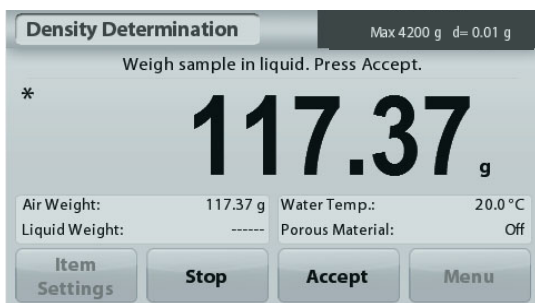 Density Determination
Max 4200 g d= 0.01 g
Weigh sample in liquid. Press Accept.
*
117.37 g
Air Weight: 117.37 g Water Temp.: 20.0 °C
Liquid Weight: ------ Porous Material: Off
Item Settings
Stop
Accept
Menu